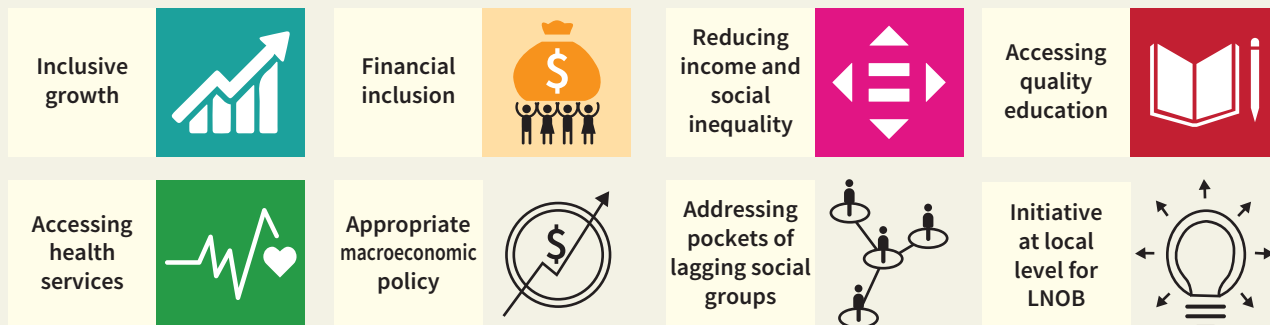 Inclusive
growth
Financial
inclusion
$
Reducing
income and
social
inequality
Accessing
quality
education
Accessing
health
services
Appropriate
macroeconomic
policy
$
Addressing
pockets of
lagging social
groups
Initiative
at local
level for
LNOB